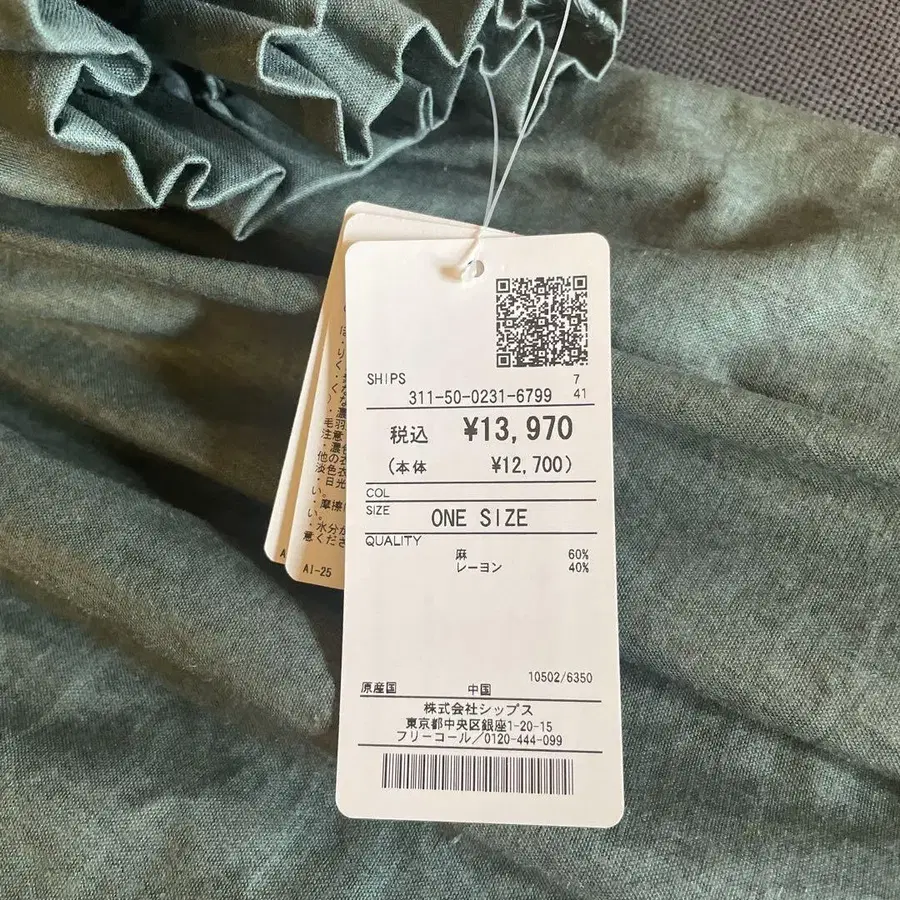 SHIPS 7
311-50-0231-6799 41
税込 ¥13,970
(本体 ¥12,700)
COL
SIZE ONE SIZE
QUALITY
麻 60%
レーヨン 40%
10502/6350
原産国 中国
株式会社シップス
東京都中央区銀座1-20-15
フリーコール/0120-444-099
AI-25